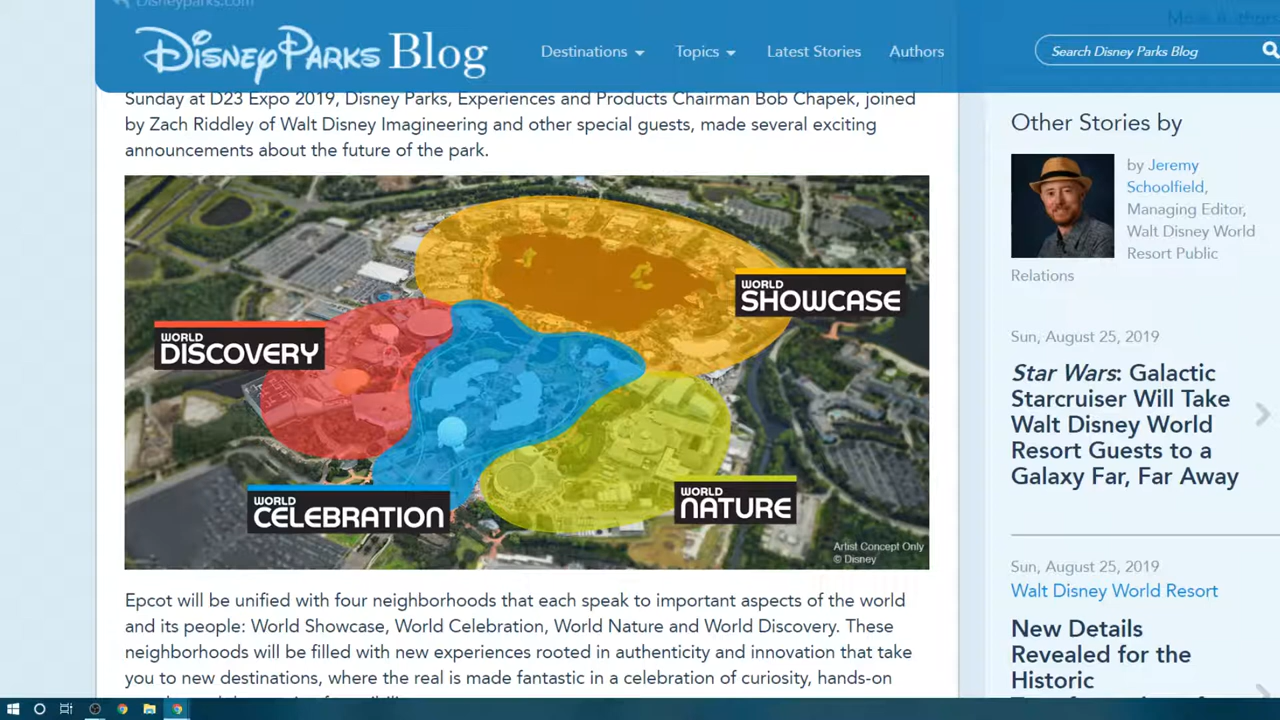 Disneyparks.com
More Authors
Disney Parks Blog
Destinations
Topics
Latest Stories
Authors
Search Disney Parks Blog
Sunday at D23 Expo 2019, Disney Parks, Experiences and Products Chairman Bob Chapek, joined
by Zach Riddley of Walt Disney Imagineering and other special guests, made several exciting
announcements about the future of the park.
WORLD
SHOWCASE
WORLD
DISCOVERY
WORLD
CELEBRATION
WORLD
NATURE
Artist Concept Only
© Disney
Epcot will be unified with four neighborhoods that each speak to important aspects of the world
and its people: World Showcase, World Celebration, World Nature and World Discovery. These
neighborhoods will be filled with new experiences rooted in authenticity and innovation that take
you to new destinations, where the real is made fantastic in a celebration of curiosity, hands-on
Other Stories by
by Jeremy
Schoolfield,
Managing Editor,
Walt Disney World
Resort Public
Relations
Sun, August 25, 2019
Star Wars: Galactic
Starcruiser Will Take
Walt Disney World
Resort Guests to a
Galaxy Far, Far Away
Sun, August 25, 2019
Walt Disney World Resort
New Details
Revealed for the
Historic